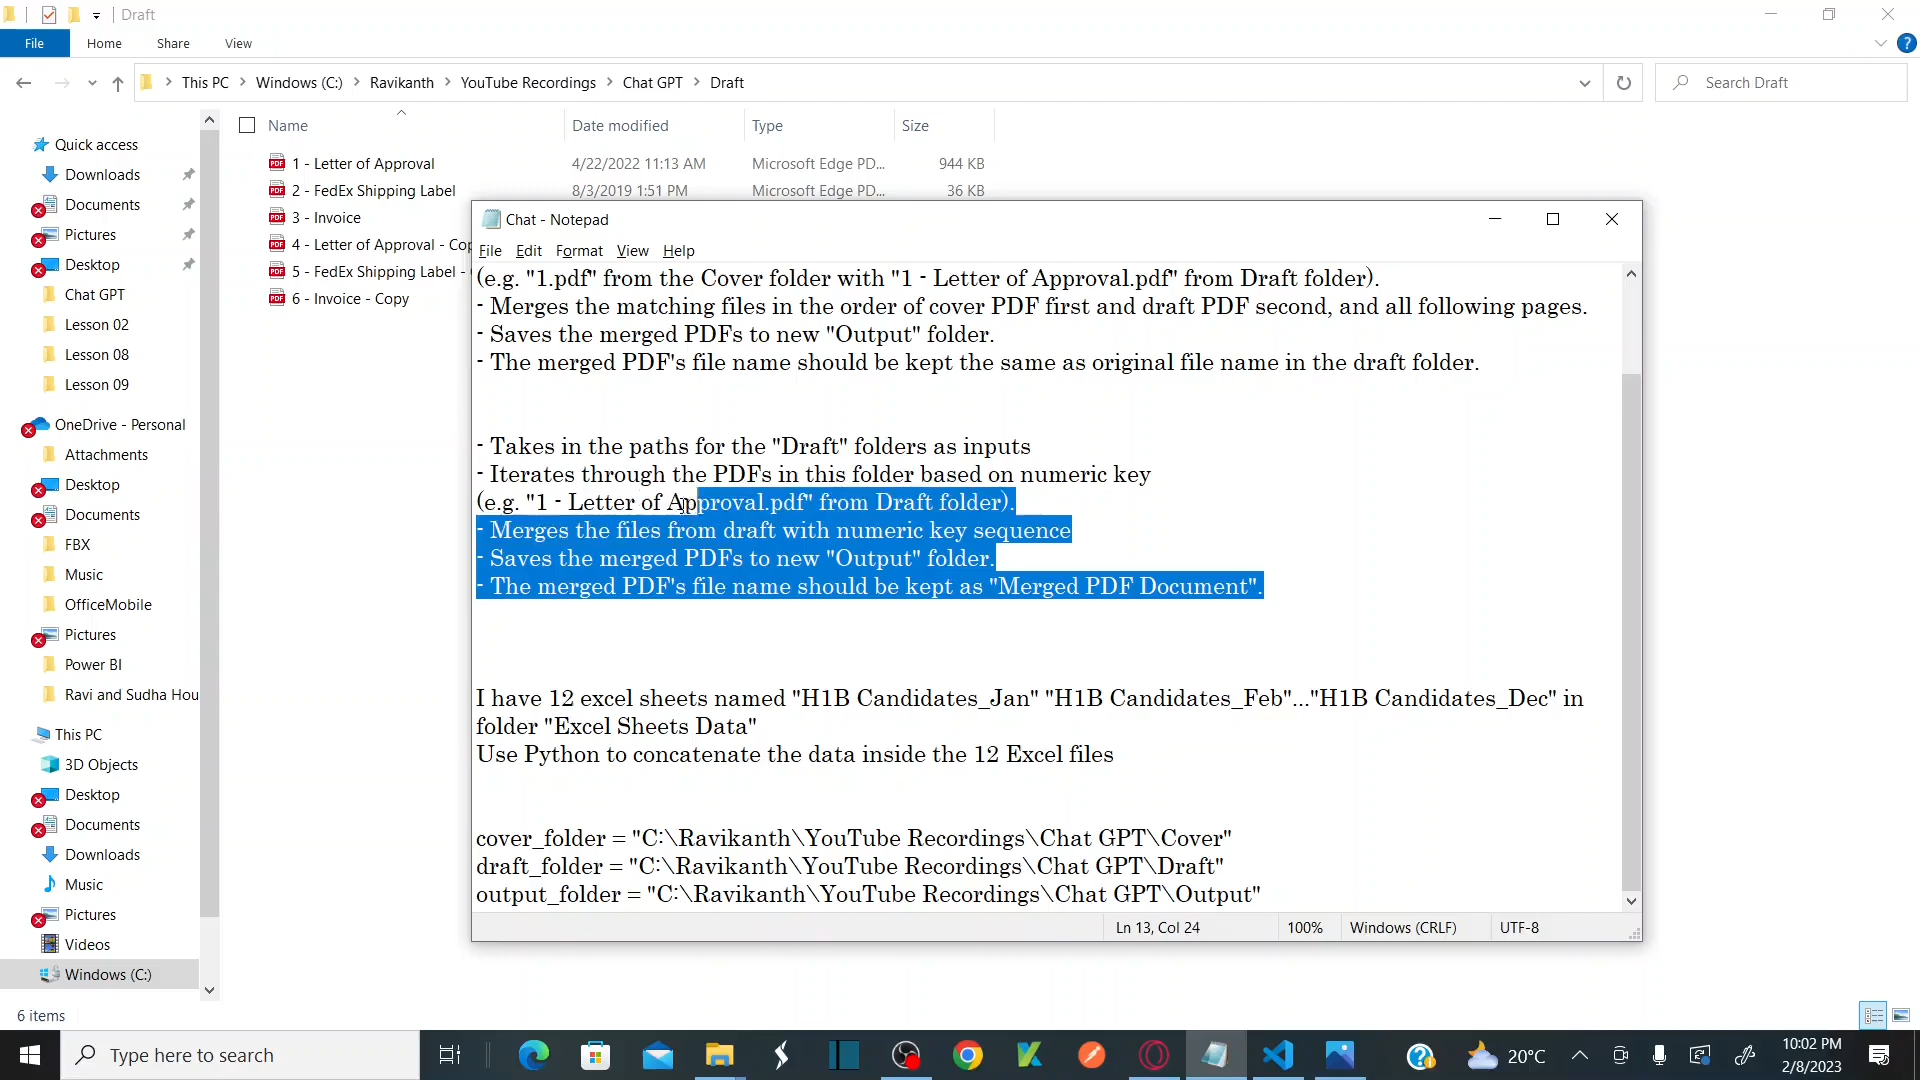 Draft
File Home Share View
This PC Windows (C:) Ravikanth YouTube Recordings Chat GPT Draft
Search Draft
Name Date modified Type Size
1 - Letter of Approval 4/22/2022 11:13 AM Microsoft Edge PD... 944 KB
2 - FedEx Shipping Label 8/3/2019 1:51 PM Microsoft Edge PD... 36 KB
3 - Invoice
4 - Letter of Approval - Cop
5 - FedEx Shipping Label -
6 - Invoice - Copy
Quick access
Downloads
Documents
Pictures
Desktop
Chat GPT
Lesson 02
Lesson 08
Lesson 09
OneDrive - Personal
Attachments
Desktop
Documents
FBX
Music
OfficeMobile
Pictures
Power BI
Ravi and Sudha Hou
This PC
3D Objects
Desktop
Documents
Downloads
Music
Pictures
Videos
Windows (C:)
6 items
Chat - Notepad
File Edit Format View Help
(e.g. "1.pdf" from the Cover folder with "1 - Letter of Approval.pdf" from Draft folder).
- Merges the matching files in the order of cover PDF first and draft PDF second, and all following pages.
- Saves the merged PDFs to new "Output" folder.
- The merged PDF's file name should be kept the same as original file name in the draft folder.
- Takes in the paths for the "Draft" folders as inputs
- Iterates through the PDFs in this folder based on numeric key
(e.g. "1 - Letter of Approval.pdf" from Draft folder).
- Merges the files from draft with numeric key sequence
- Saves the merged PDFs to new "Output" folder.
- The merged PDF's file name should be kept as "Merged PDF Document".
I have 12 excel sheets named "H1B Candidates_Jan" "H1B Candidates_Feb"..."H1B Candidates_Dec" in
folder "Excel Sheets Data"
Use Python to concatenate the data inside the 12 Excel files
cover_folder = "C:\Ravikanth\YouTube Recordings\Chat GPT\Cover"
draft_folder = "C:\Ravikanth\YouTube Recordings\Chat GPT\Draft"
output_folder = "C:\Ravikanth\YouTube Recordings\Chat GPT\Output"
Ln 13, Col 24 100% Windows (CRLF) UTF-8
Type here to search
20°C
10:02 PM
2/8/2023